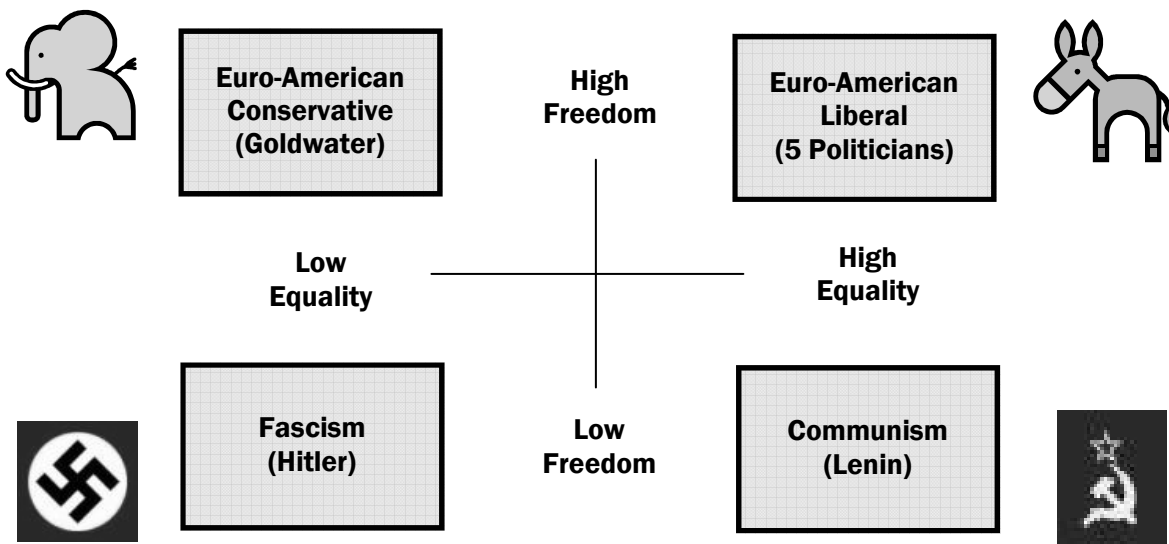 Euro-American
Conservative
(Goldwater)
High
Freedom
Euro-American
Liberal
(5 Politicians)
Low
Equality
High
Equality
Fascism
(Hitler)
Low
Freedom
Communism
(Lenin)